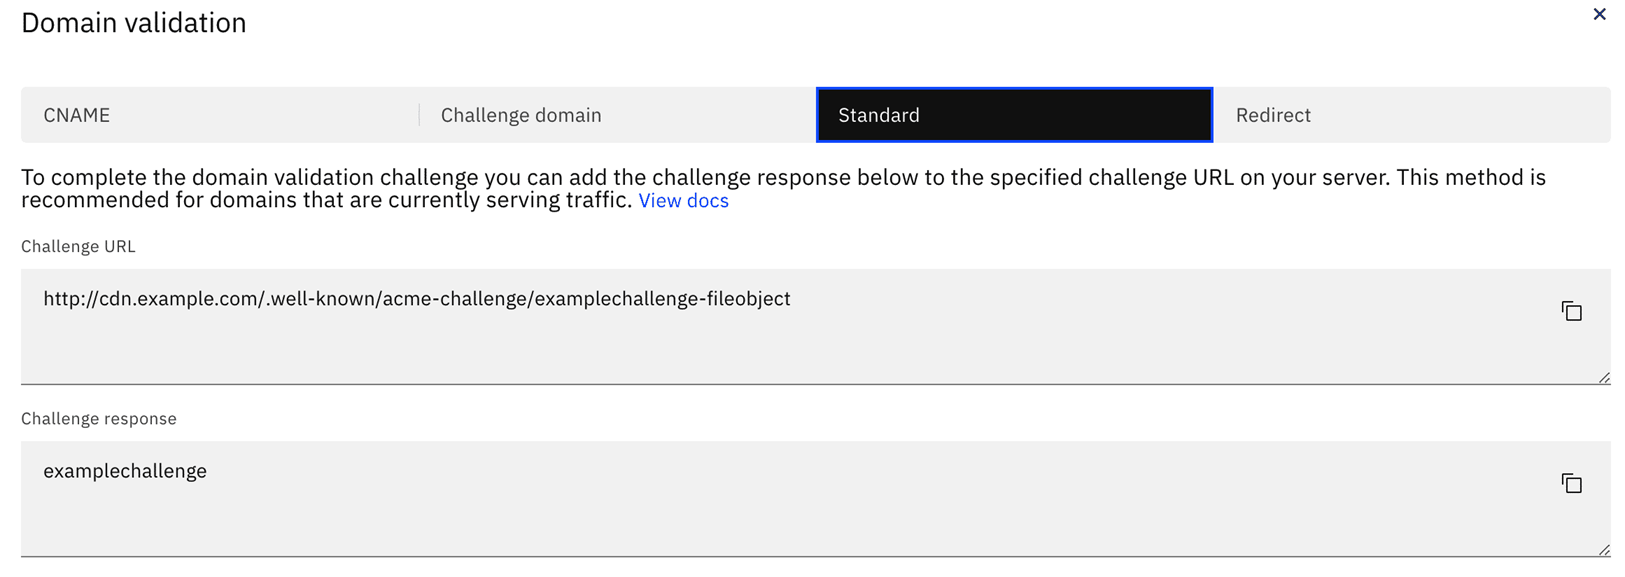 Domain validation
CNAME
Challenge domain
Standard
Redirect
To complete the domain validation challenge you can add the challenge response below to the specified challenge URL on your server. This method is
recommended for domains that are currently serving traffic. View docs
Challenge URL
http://cdn.example.com/.well-known/acme-challenge/examplechallenge-fileobject
Challenge response
examplechallenge